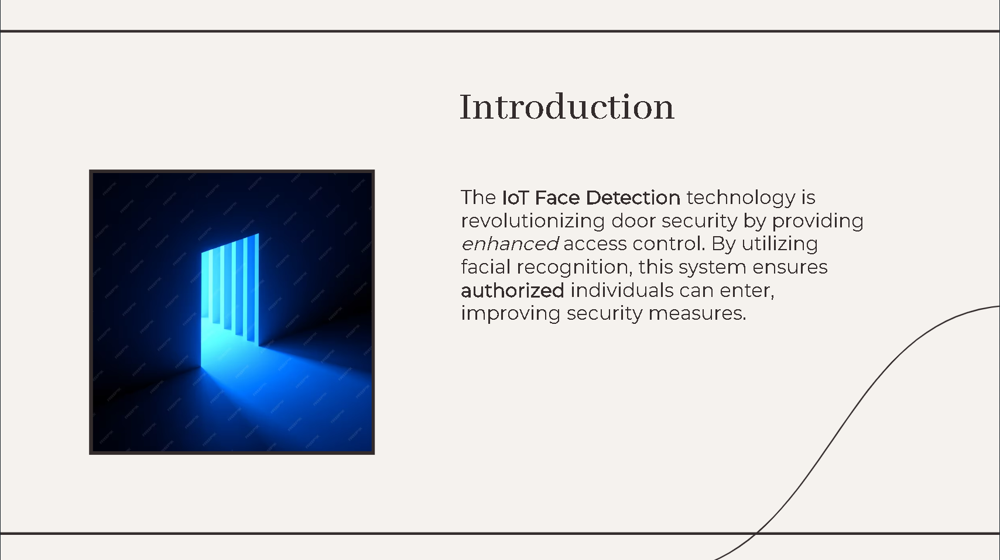 Introduction
The IoT Face Detection technology is
revolutionizing door security by providing
enhanced access control. By utilizing
facial recognition, this system ensures
authorized individuals can enter,
improving security measures.